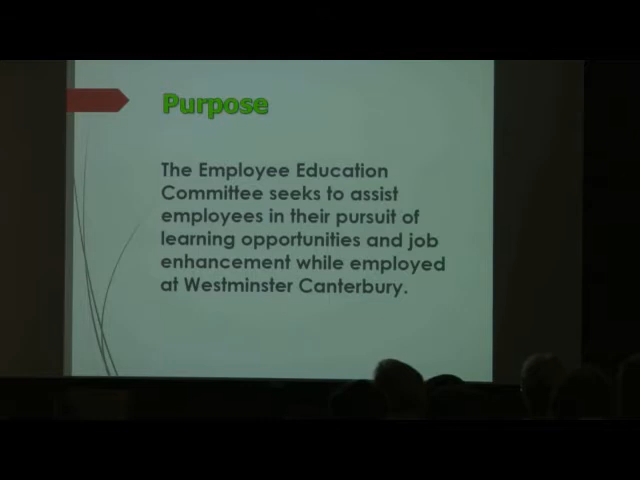 Purpose
The Employee Education
Committee seeks to assist
employees in their pursuit of
learning opportunities and job
enhancement while employed
at Westminster Canterbury.